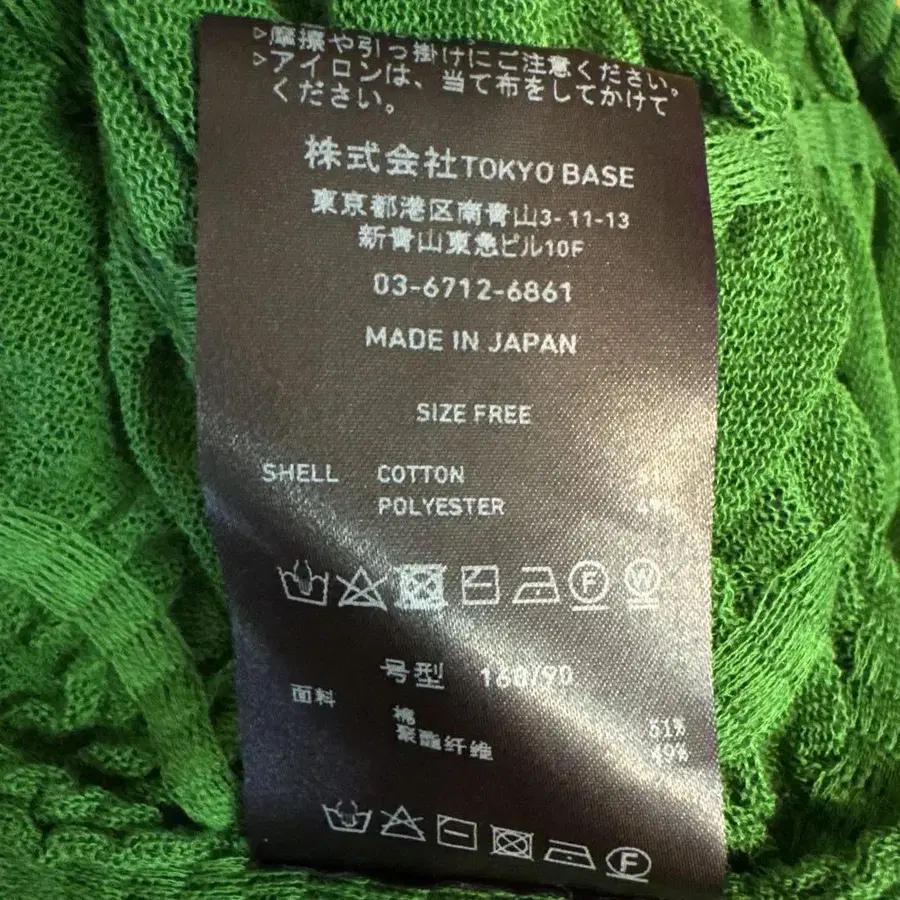 >摩擦や引っ掛けにご注意ください。
>アイロンは、当て布をしてかけて
ください。
株式会社TOKYO BASE
東京都港区南青山3-11-13
新青山東急ビル10F
03-6712-6861
MADE IN JAPAN
SIZE FREE
SHELL COTTON
POLYESTER
F W
号型 160/90
面料
棉 51%
聚酯纤维 49%
F